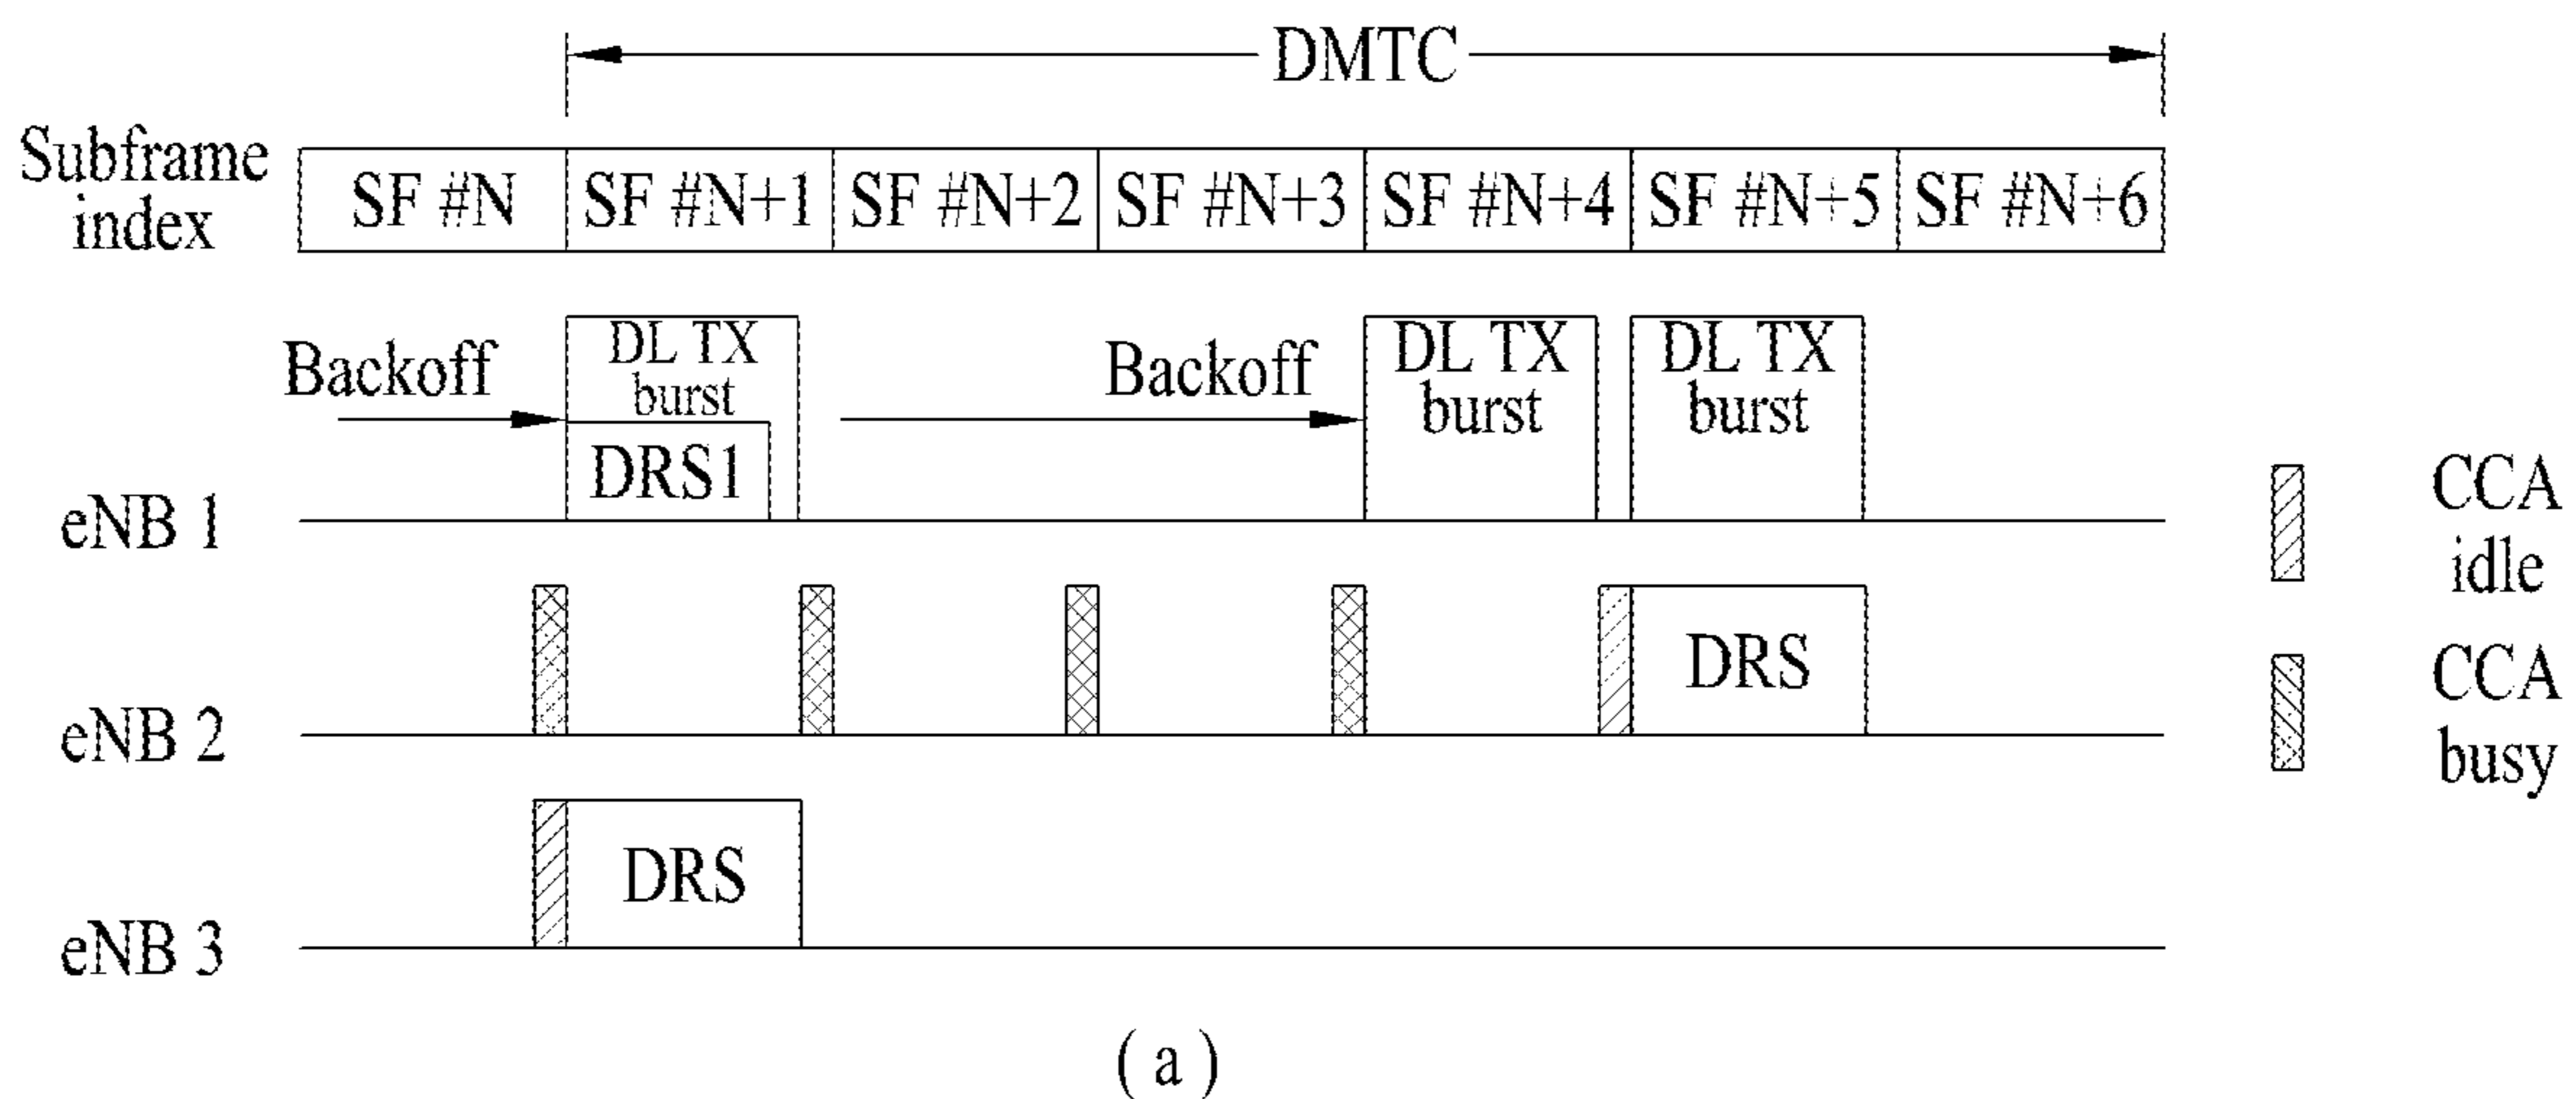 DMTC
Subframe
index
SF #N
SF #N+1
SF #N+2
SF #N+3
SF #N+4
SF #N+5
SF #N+6
Backoff
DL TX
burst
DRS1
Backoff
DL TX
burst
DL TX
burst
eNB 1
CCA
idle
eNB 2
DRS
CCA
busy
eNB 3
DRS
( a )